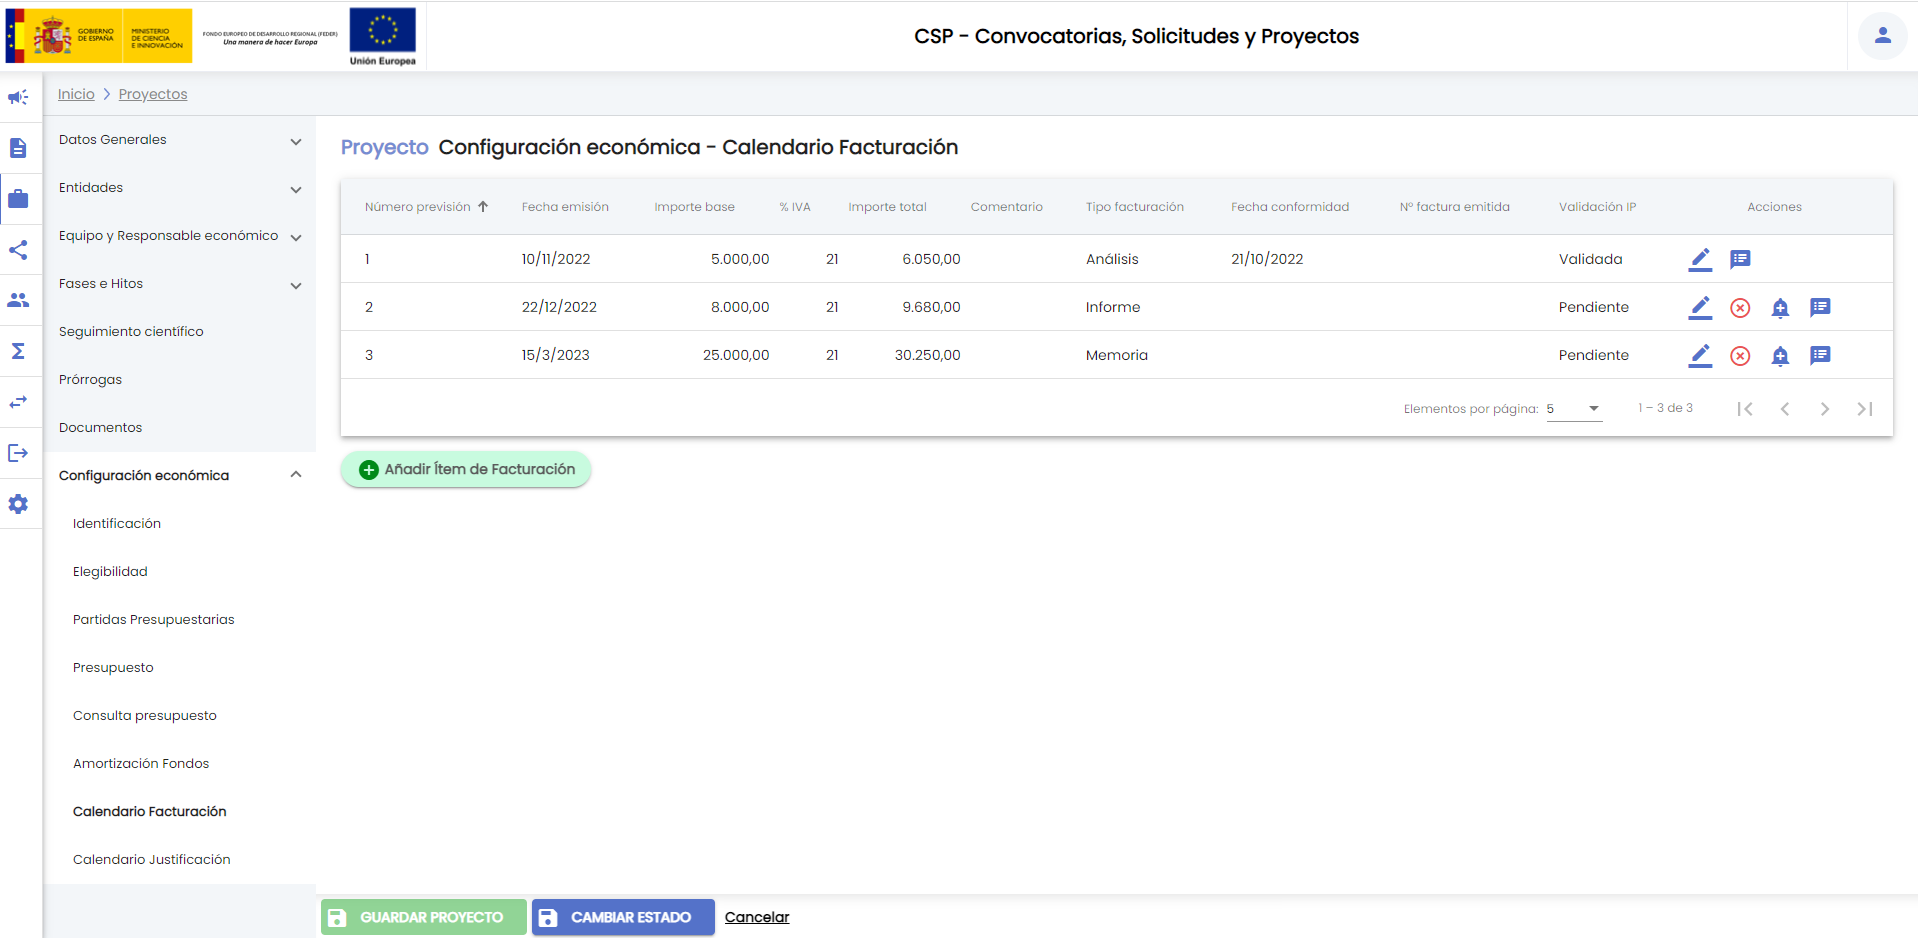 GOBIERNO
DE ESPAÑA
MINISTERIO
DE CIENCIA
E INNOVACIÓN
FONDO EUROPEO DE DESARROLLO REGIONAL (FEDER)
Una manera de hacer Europa
Unión Europea
CSP - Convocatorias, Solicitudes y Proyectos
Inicio > Proyectos
Datos Generales
Entidades
Equipo y Responsable económico
Fases e Hitos
Seguimiento científico
Prórrogas
Documentos
Configuración económica
Identificación
Elegibilidad
Partidas Presupuestarias
Presupuesto
Consulta presupuesto
Amortización Fondos
Calendario Facturación
Calendario Justificación
Proyecto Configuración económica - Calendario Facturación
Número previsión Fecha emisión Importe base % IVA Importe total Comentario Tipo facturación Fecha conformidad Nº factura emitida Validación IP Acciones
1 10/11/2022 5.000,00 21 6.050,00 Análisis 21/10/2022 Validada
2 22/12/2022 8.000,00 21 9.680,00 Informe Pendiente
3 15/3/2023 25.000,00 21 30.250,00 Memoria Pendiente
Elementos por página: 5 1 – 3 de 3
Añadir Ítem de Facturación
GUARDAR PROYECTO CAMBIAR ESTADO Cancelar